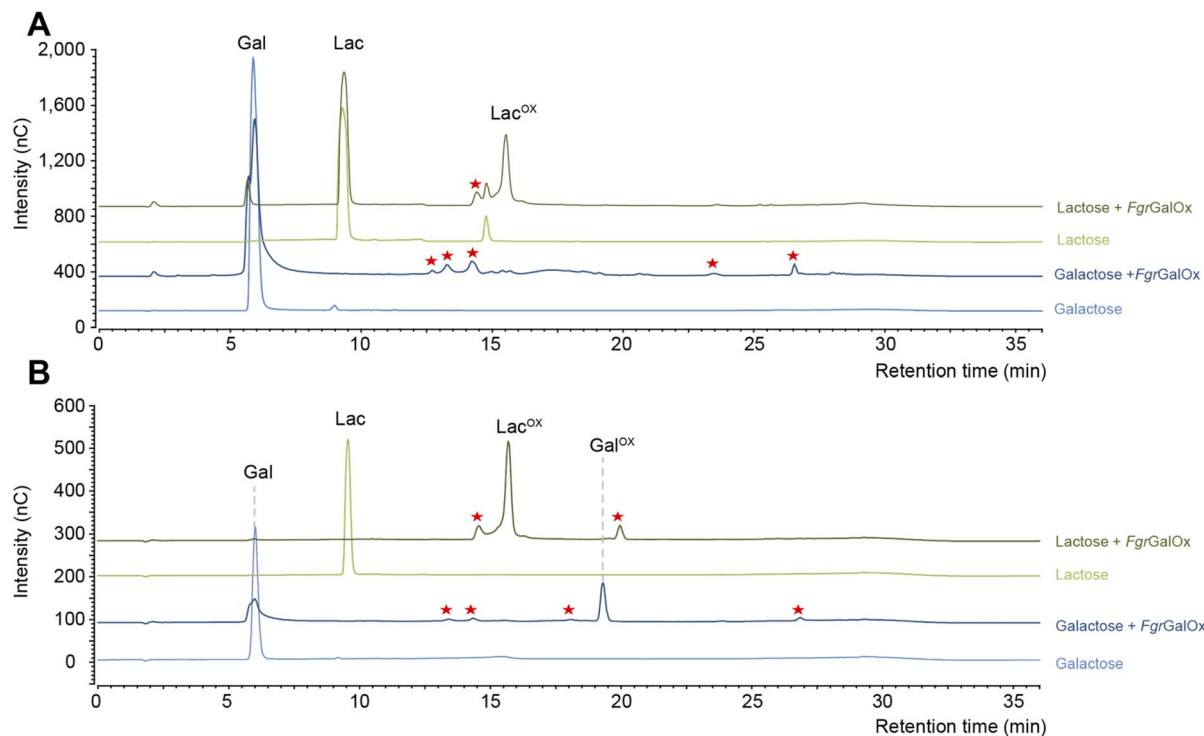 A
Gal
Lac
Lac^OX
2,000
1,600
1,200
800
400
0
Intensity (nC)
Lactose + FgrGalOx
Lactose
Galactose +FgrGalOx
Galactose
0 5 10 15 20 25 30 35
Retention time (min)
B
Gal
Lac
Lac^OX
Gal^OX
600
500
400
300
200
100
0
Intensity (nC)
Lactose + FgrGalOx
Lactose
Galactose + FgrGalOx
Galactose
0 5 10 15 20 25 30 35
Retention time (min)